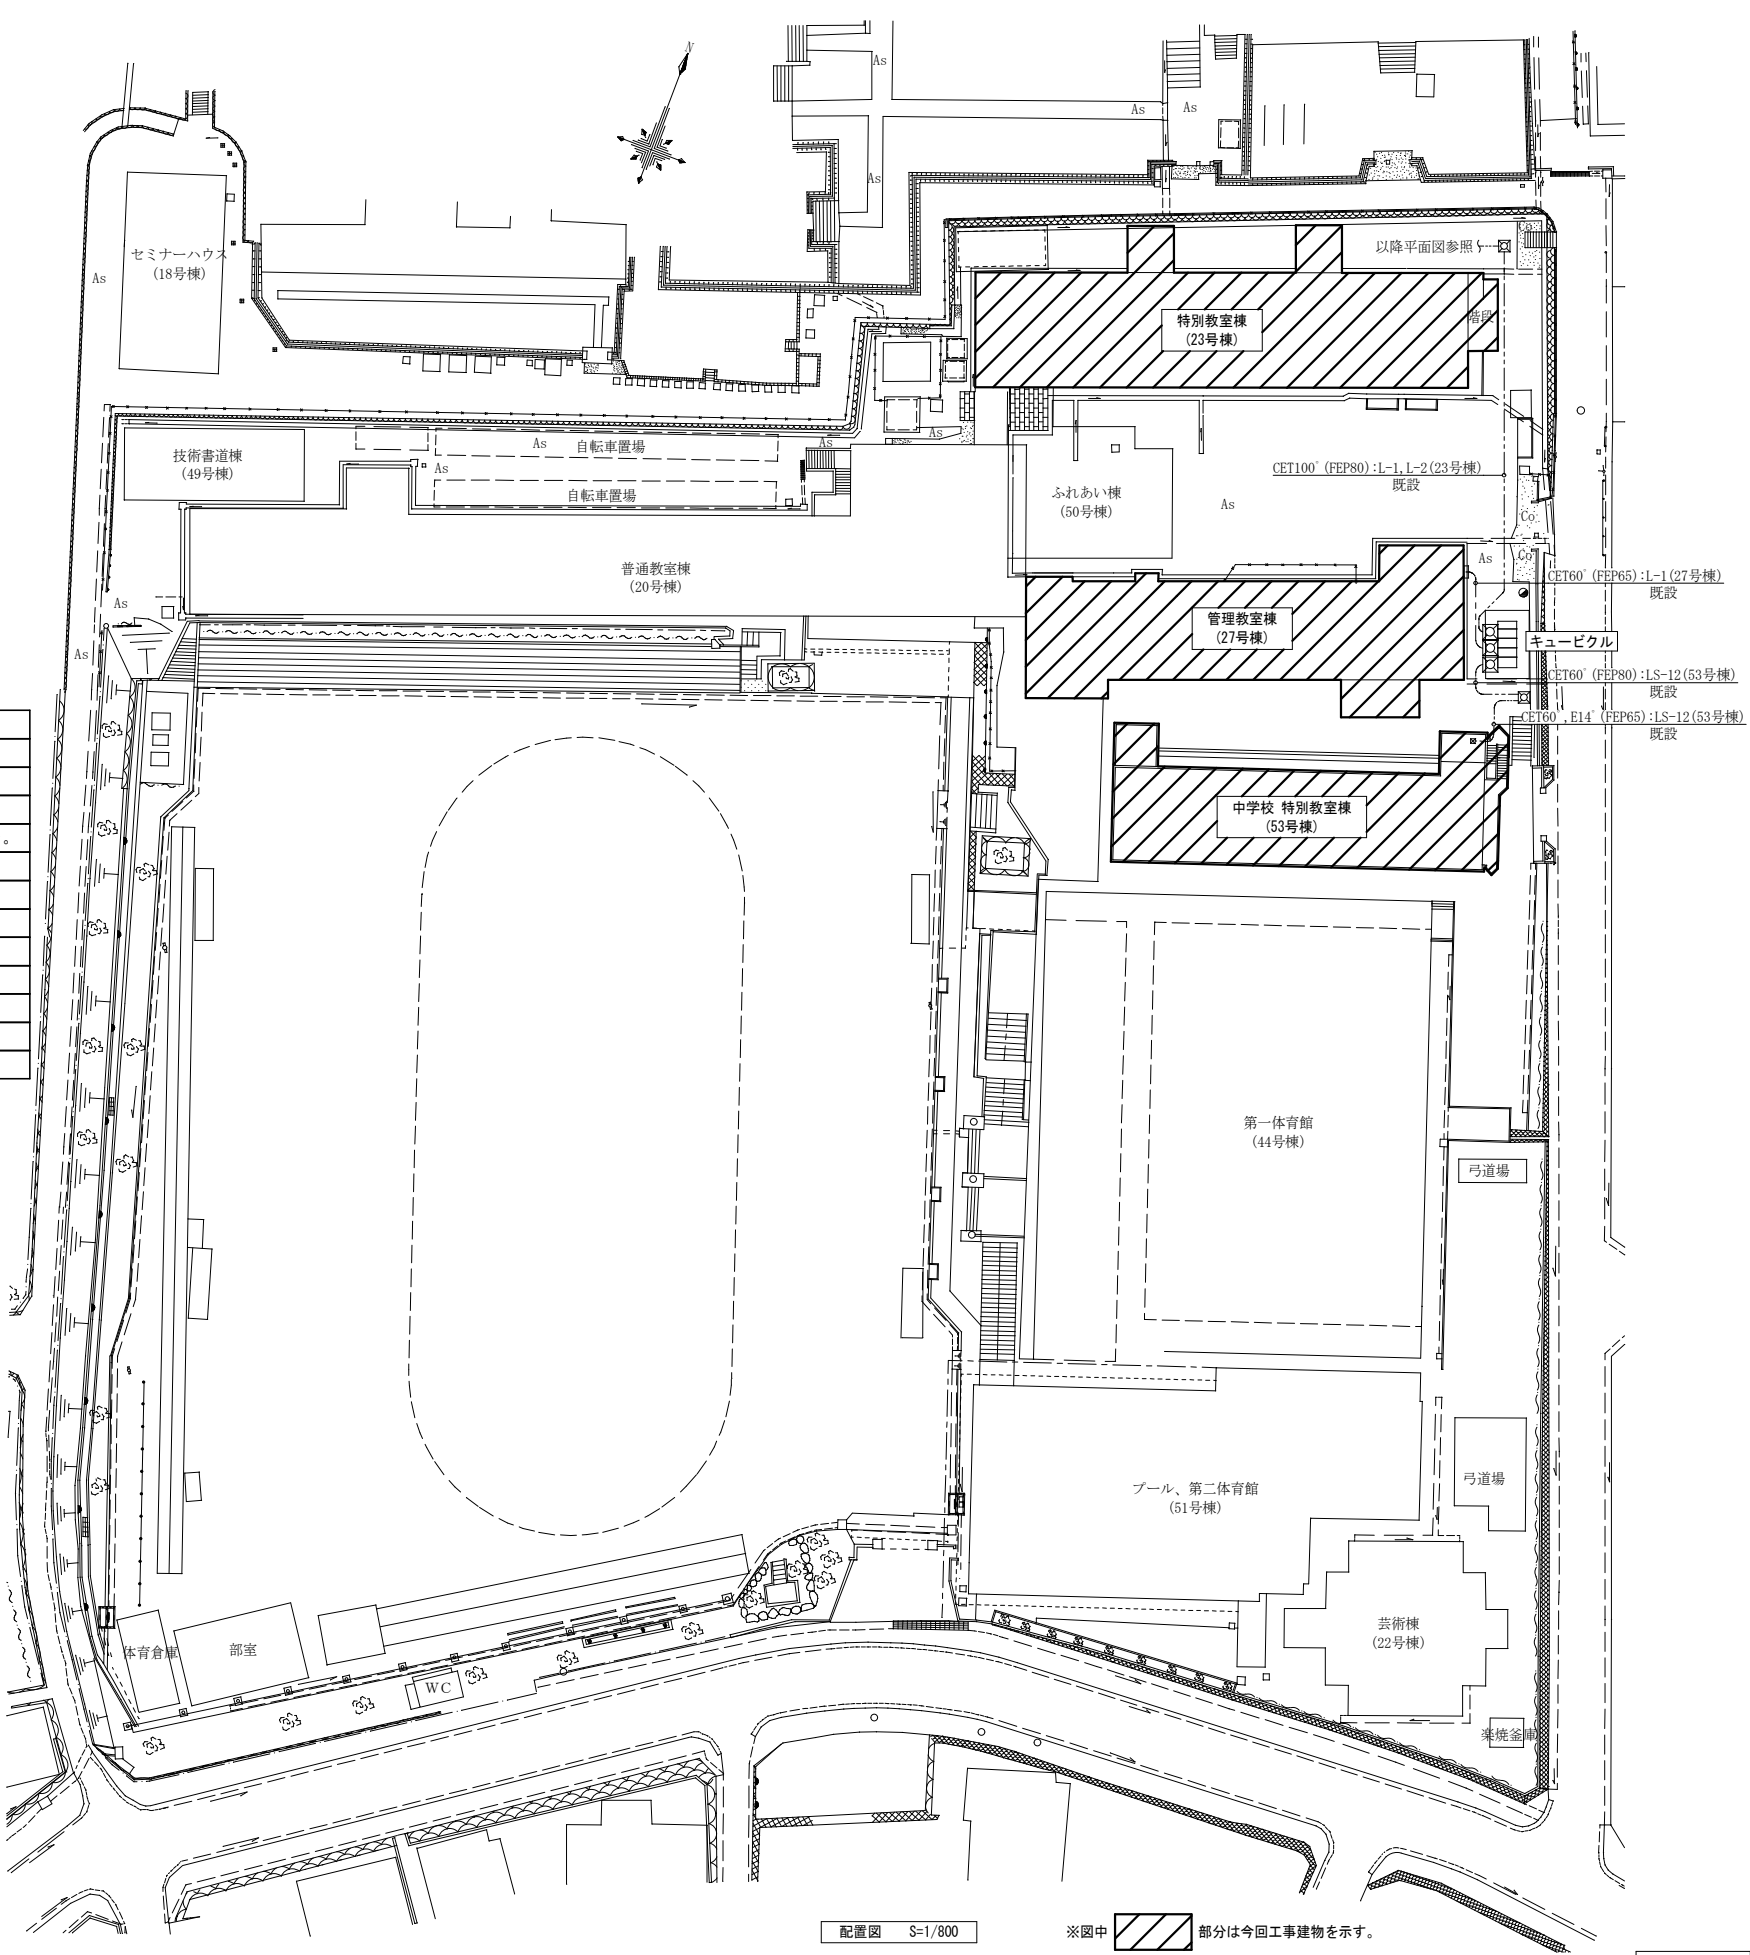 N
As
As
As
As
Co
以降平面図参照
セミナーハウス
(18号棟)
As
特別教室棟
(23号棟)
階段
As
自転車置場
As
As
技術書道棟
(49号棟)
As
自転車置場
CET100°(FEP80):L-1,L-2(23号棟)
既設
ふれあい棟
(50号棟)
As
Co
As
Co
普通教室棟
(20号棟)
CET60°(FEP65):L-1(27号棟)
既設
As
管理教室棟
(27号棟)
キュービクル
As
CET60°(FEP80):LS-12(53号棟)
既設
CET60°,E14°(FEP65):LS-12(53号棟)
既設
中学校 特別教室棟
(53号棟)
。
第一体育館
(44号棟)
弓道場
弓道場
プール、第二体育館
(51号棟)
芸術棟
(22号棟)
体育倉庫
部室
WC
楽焼釜庫
配置図 S=1/800
※図中
部分は今回工事建物を示す。